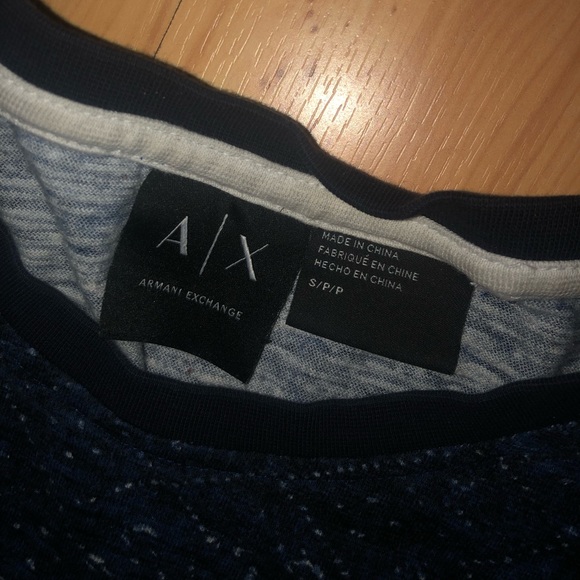 A|X
ARMANI EXCHANGE
MADE IN CHINA
FABRIQUÉ EN CHINE
HECHO EN CHINA
S/P/P